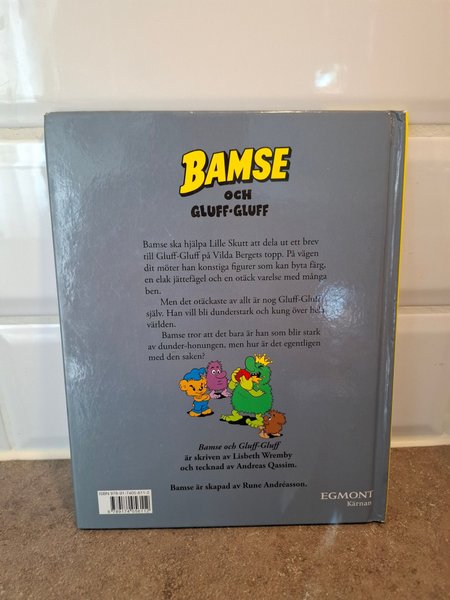 BAMSE
OCH
GLUFF-GLUFF
Bamse ska hjälpa Lille Skutt att dela ut ett brev
till Gluff-Gluff på Vilda Bergets topp. På vägen
dit möter han konstiga figurer som kan byta färg,
en elak jättefågel och en otäck varelse med många
ben.
Men det otäckaste av allt är nog Gluff-Gluff
själv. Han vill bli dunderstark och kung över hela
världen.
Bamse tror att det bara är han som blir stark
av dunder-honungen, men hur är det egentligen
med den saken?
Bamse och Gluff-Gluff
är skriven av Lisbeth Wremby
och tecknad av Andreas Qassim.
Bamse är skapad av Rune Andréasson.
EGMONT
Kärnan